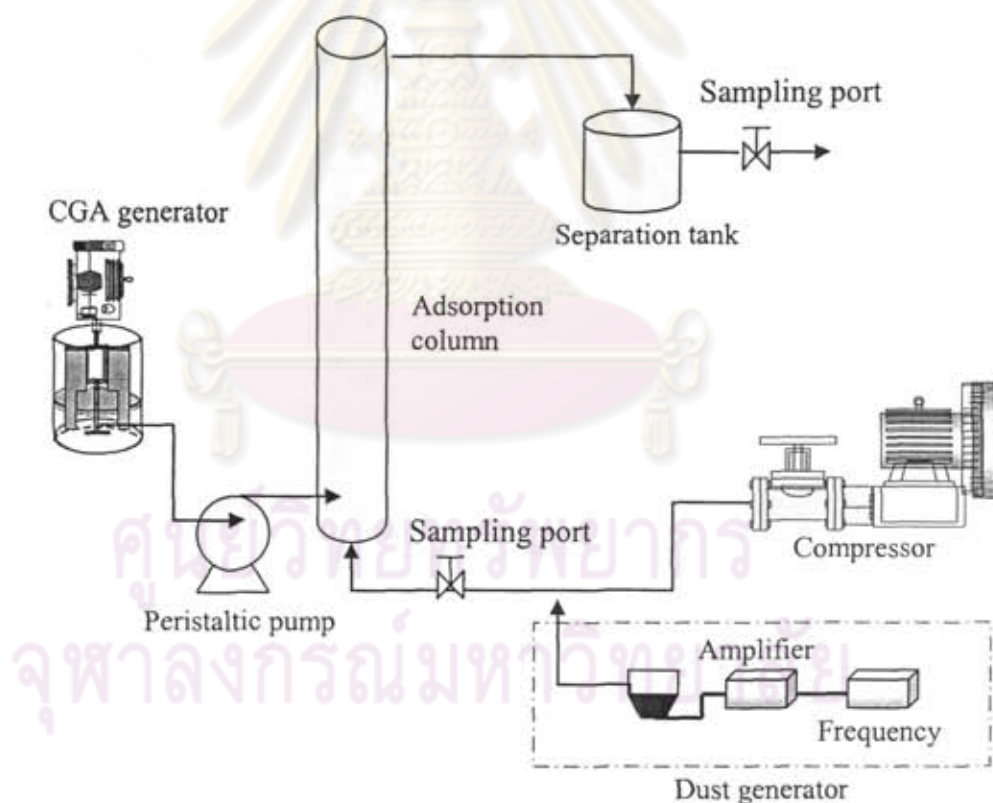 Sampling port
CGA generator
Separation tank
Adsorption
column
Sampling port
Compressor
Peristaltic pump
ศูนย์วิทยทรัพยากร
จุฬาลงกรณ์มหาวิทยาลัย
Amplifier
Frequency
Dust generator